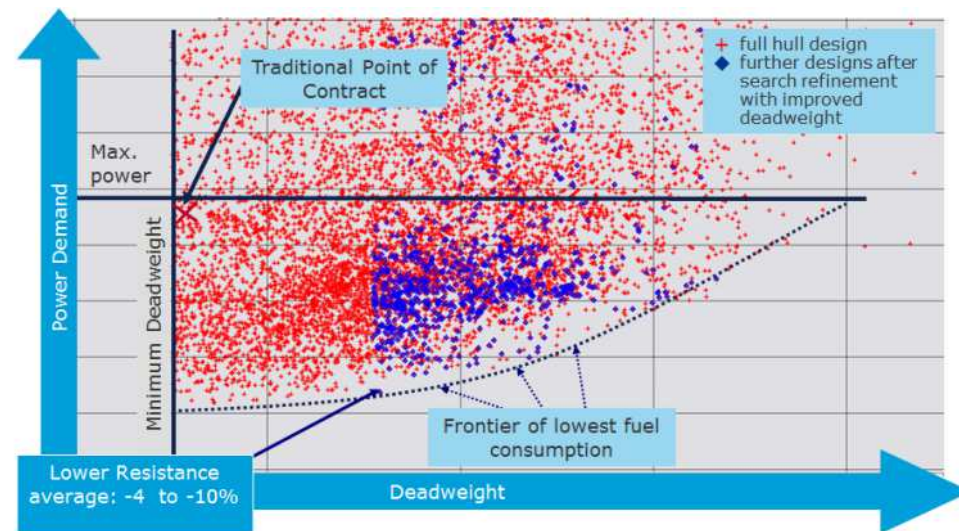 full hull design
further designs after
search refinement
with improved
deadweight
Traditional Point of
Contract
Max.
power
Power Demand
Minimum Deadweight
Frontier of lowest fuel
consumption
Lower Resistance
average: -4 to -10%
Deadweight